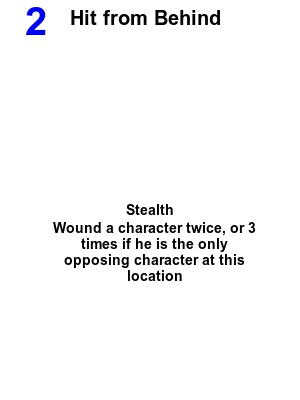 2 Hit from Behind
Stealth
Wound a character twice, or 3
times if he is the only
opposing character at this
location